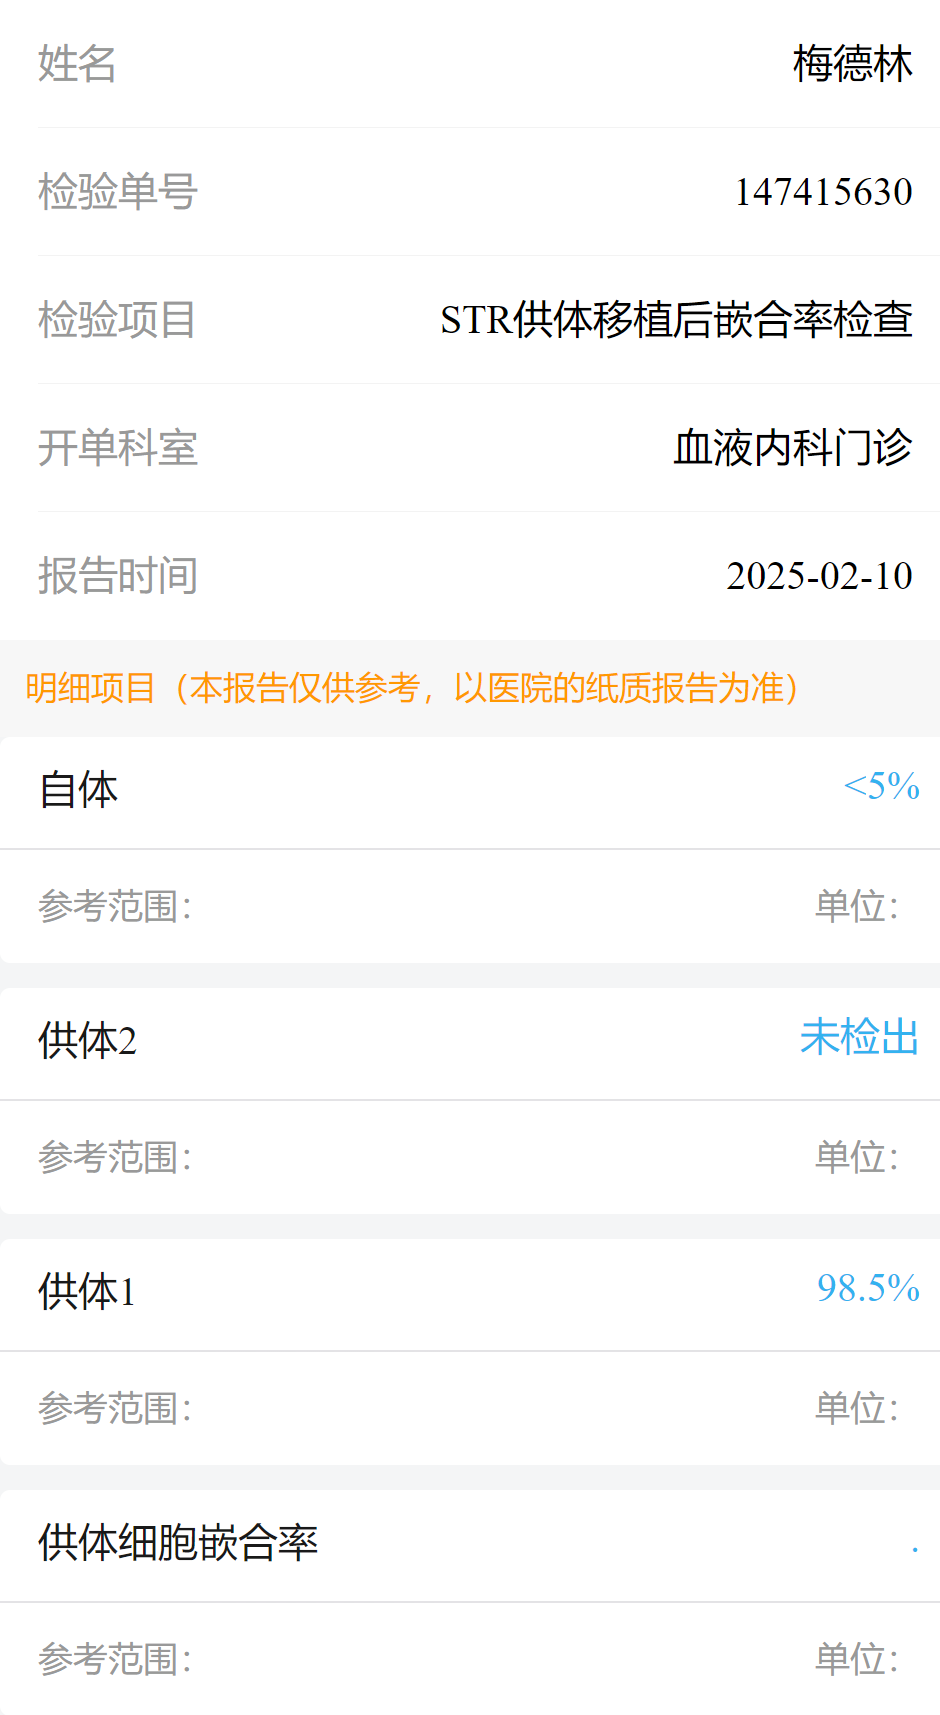 姓名 梅德林
检验单号 147415630
检验项目 STR供体移植后嵌合率检查
开单科室 血液内科门诊
报告时间 2025-02-10
明细项目（本报告仅供参考，以医院的纸质报告为准）
自体 <5%
参考范围： 单位：
供体2 未检出
参考范围： 单位：
供体1 98.5%
参考范围： 单位：
供体细胞嵌合率 .
参考范围： 单位：